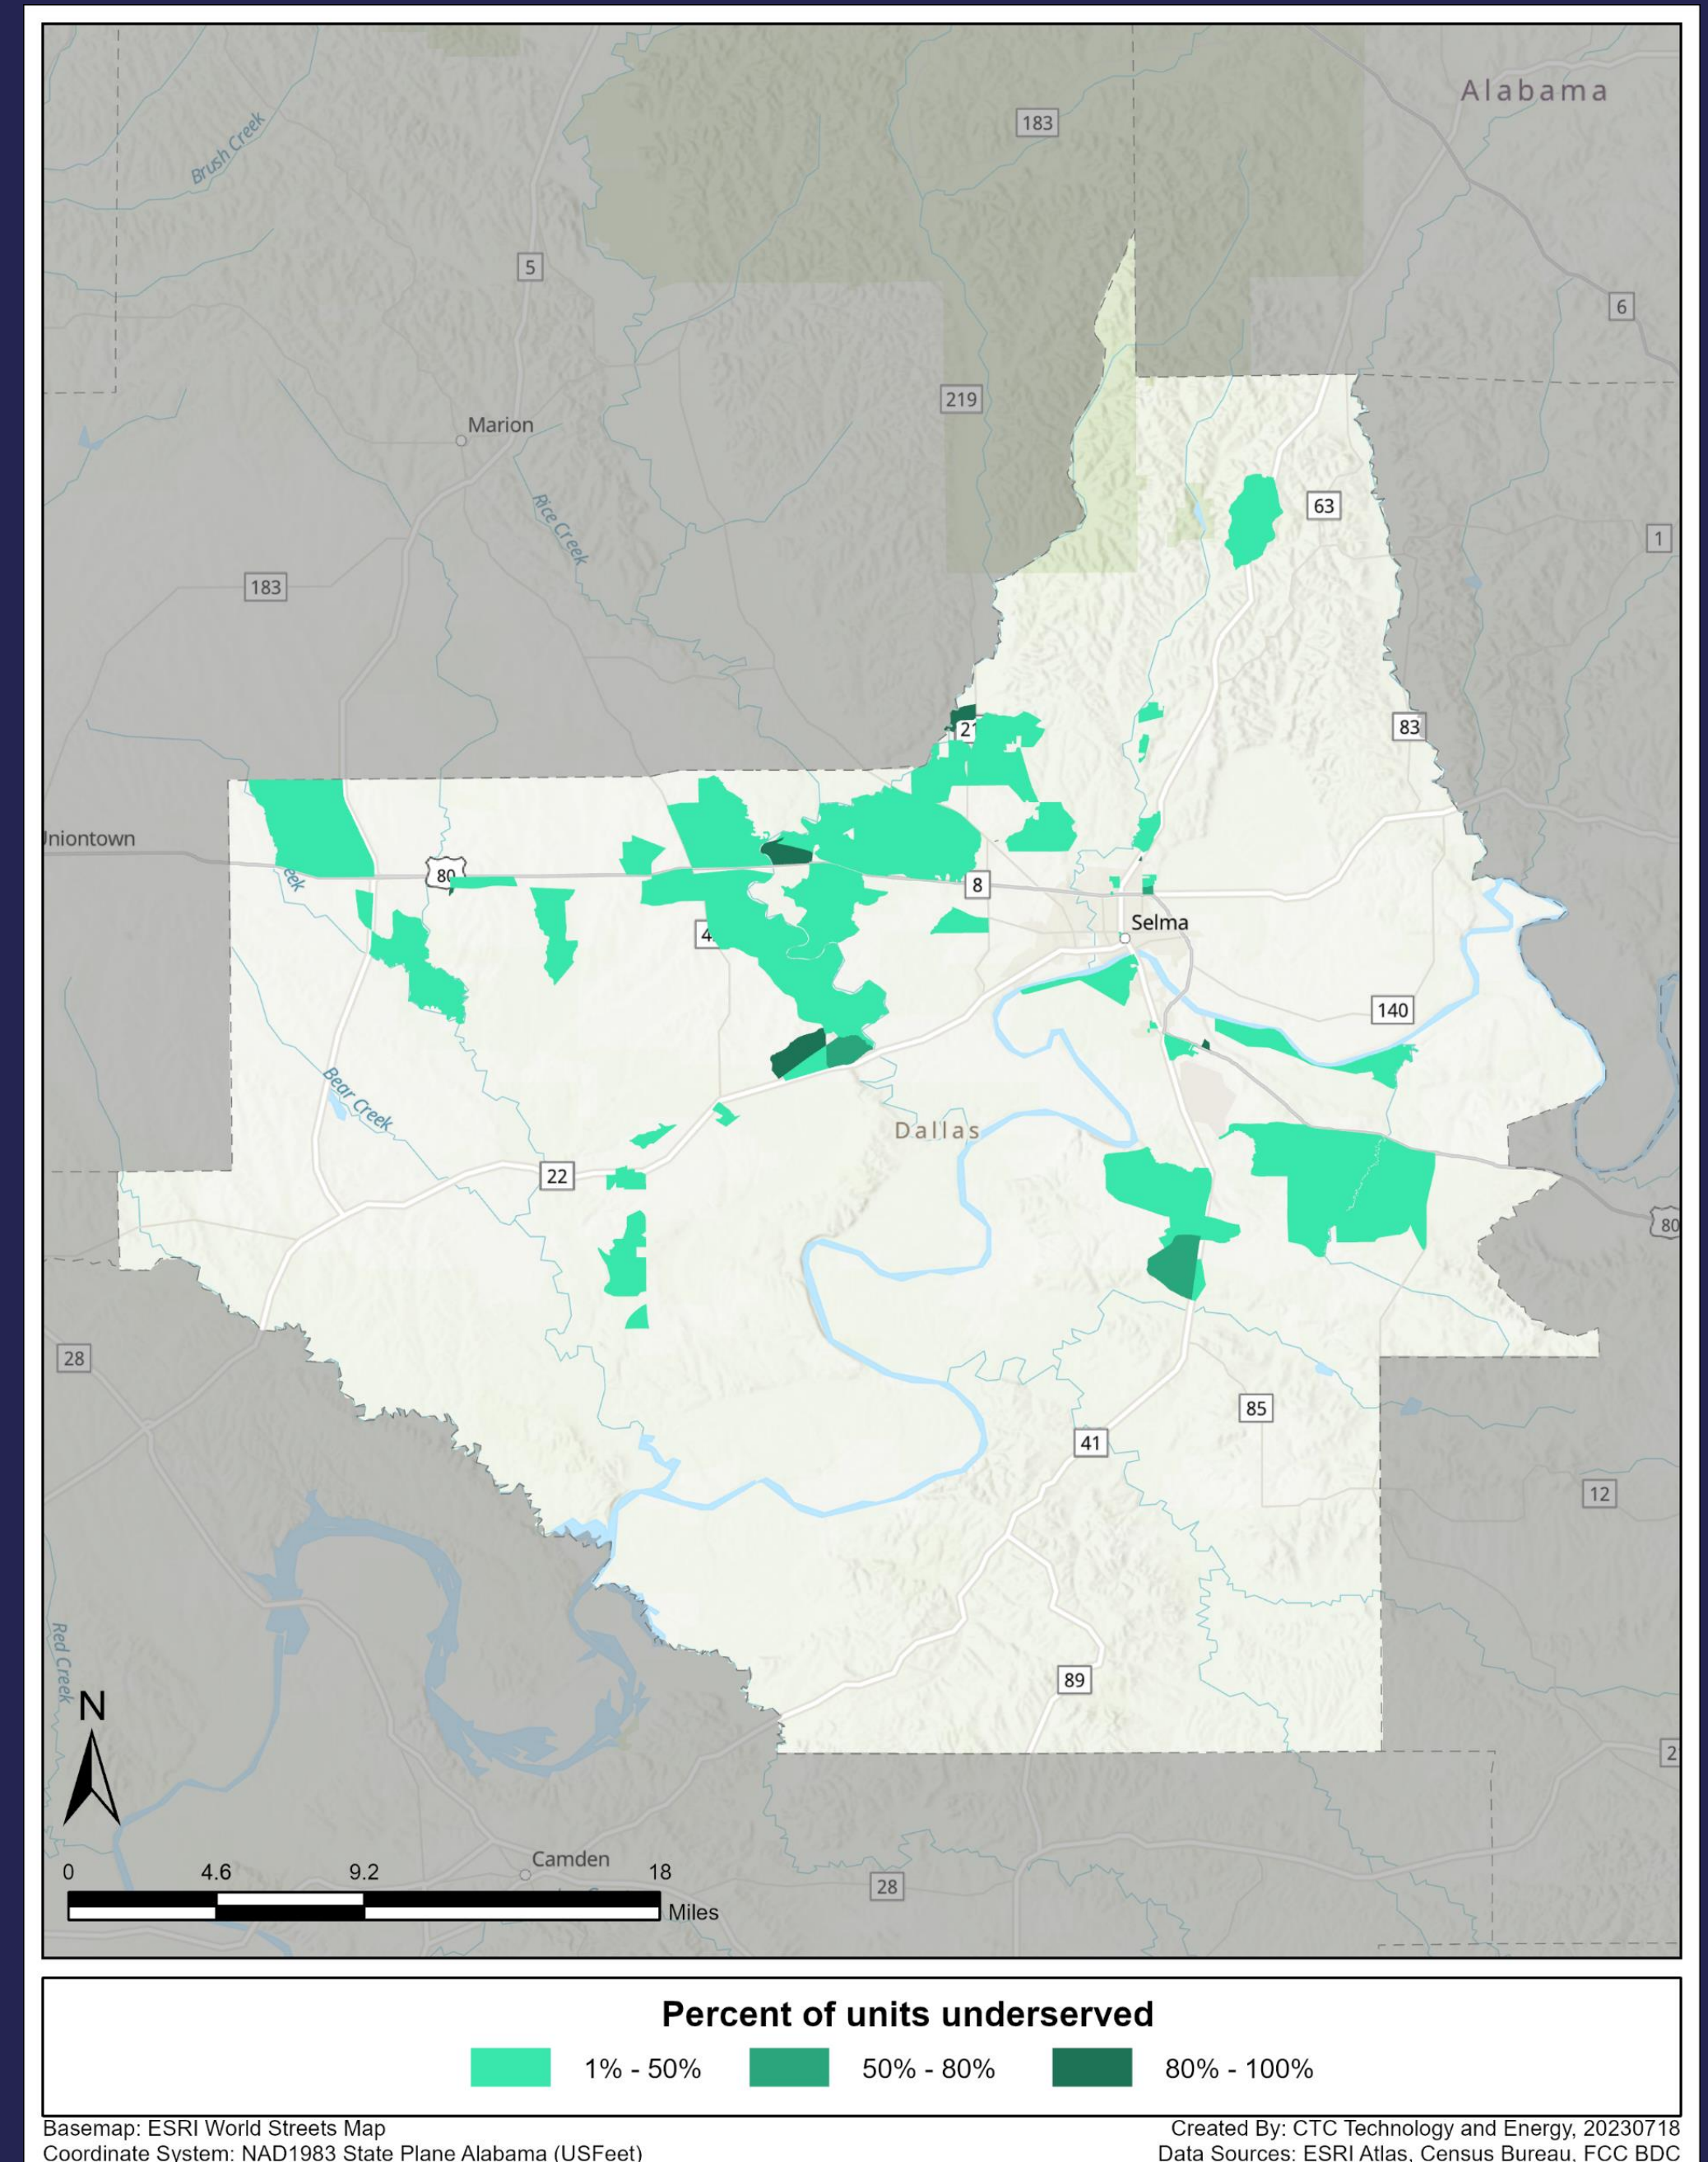 Alabama
183
Brush Creek
5
6
219
Marion
63
Rice Creek
1
183
21
83
Uniontown
80
eek
8
4
Selma
140
Bear Creek
Dallas
22
80
28
85
41
12
Red Creek
89
N
2
Camden
0 4.6 9.2 18
28
Miles
Percent of units underserved
1% - 50% 50% - 80% 80% - 100%
Basemap: ESRI World Streets Map
Created By: CTC Technology and Energy, 20230718
Coordinate System: NAD1983 State Plane Alabama (USFeet)
Data Sources: ESRI Atlas, Census Bureau, FCC BDC